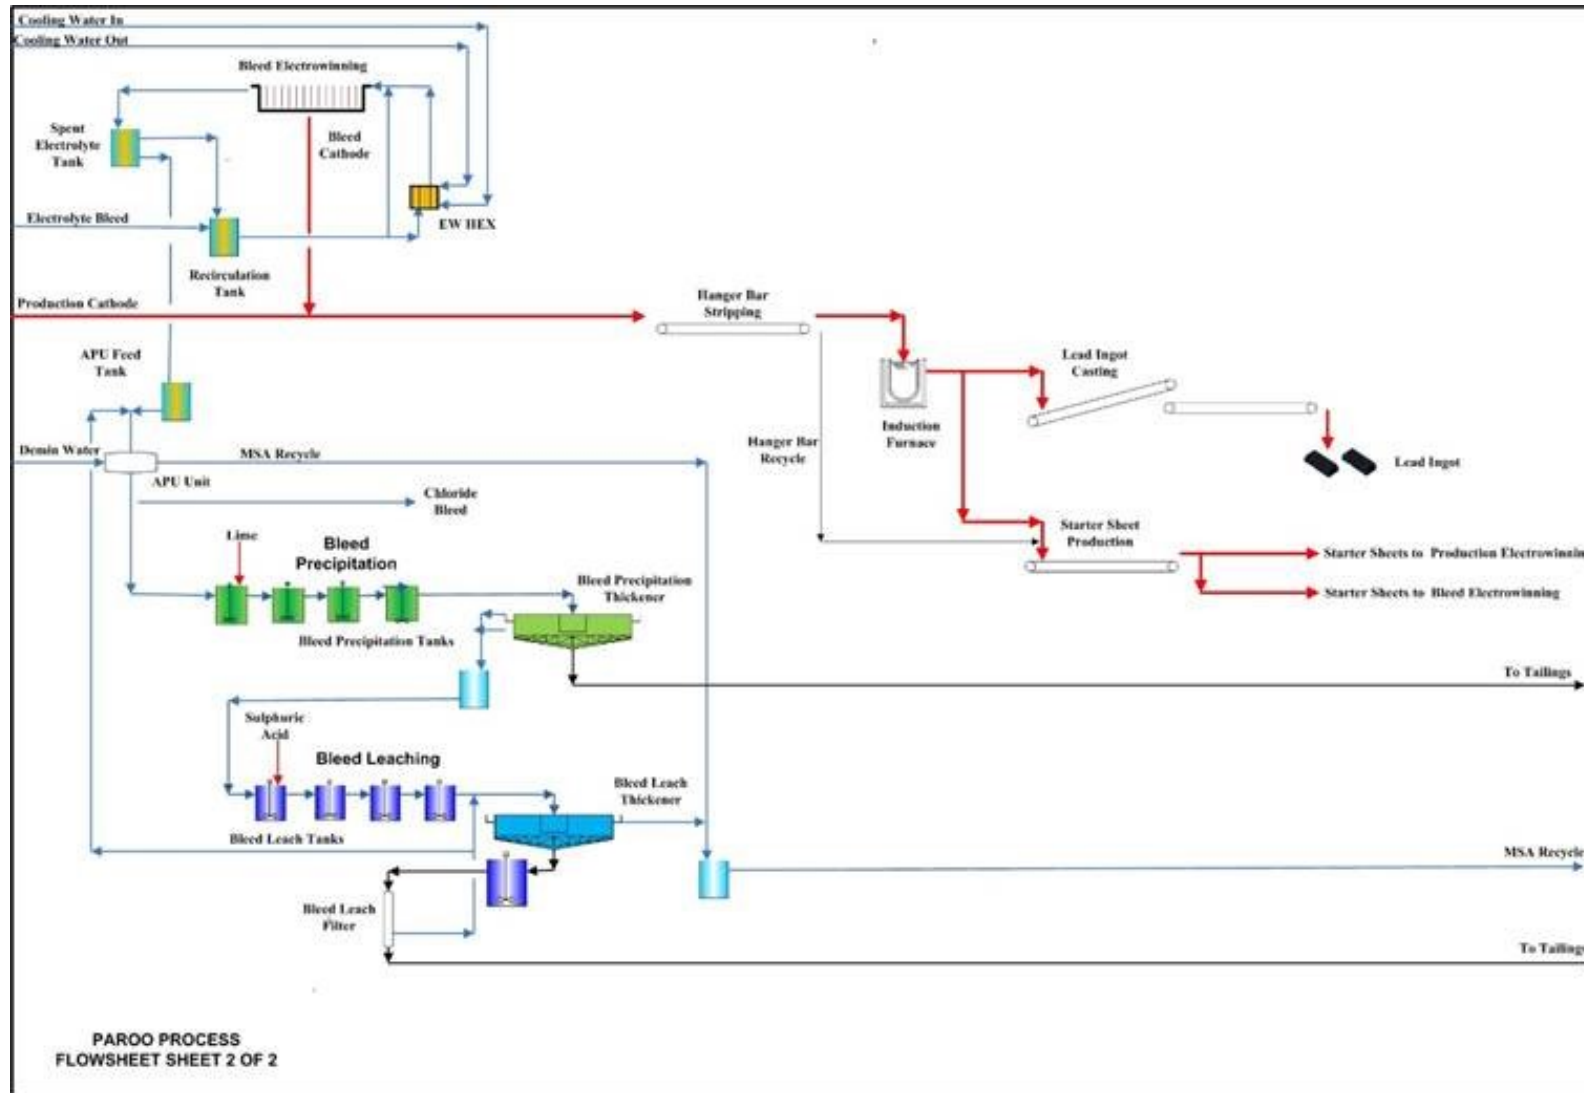 Cooling Water In
Cooling Water Out
Bleed Electrowinning
Spent
Electrolyte
Tank
Bleed
Cathode
Electrolyte Bleed
EW HEX
Recirculation
Tank
Production Cathode
Hanger Bar
Stripping
APU Feed
Tank
Lead Ingot
Casting
Induction
Furnace
Hanger Bar
Recycle
Demin Water
MSA Recycle
Lead Ingot
APU Unit
Chloride
Bleed
Lime
Bleed
Precipitation
Starter Sheet
Production
Starter Sheets to Production Electrowinnin
Bleed Precipitation
Thickener
Starter Sheets to Bleed Electrowinning
Bleed Precipitation Tanks
To Tailings
Sulphuric
Acid
Bleed Leaching
Bleed Leach
Thickener
Bleed Leach Tanks
MSA Recycle
Bleed Leach
Filter
To Tailings
PAROO PROCESS
FLOWSHEET SHEET 2 OF 2